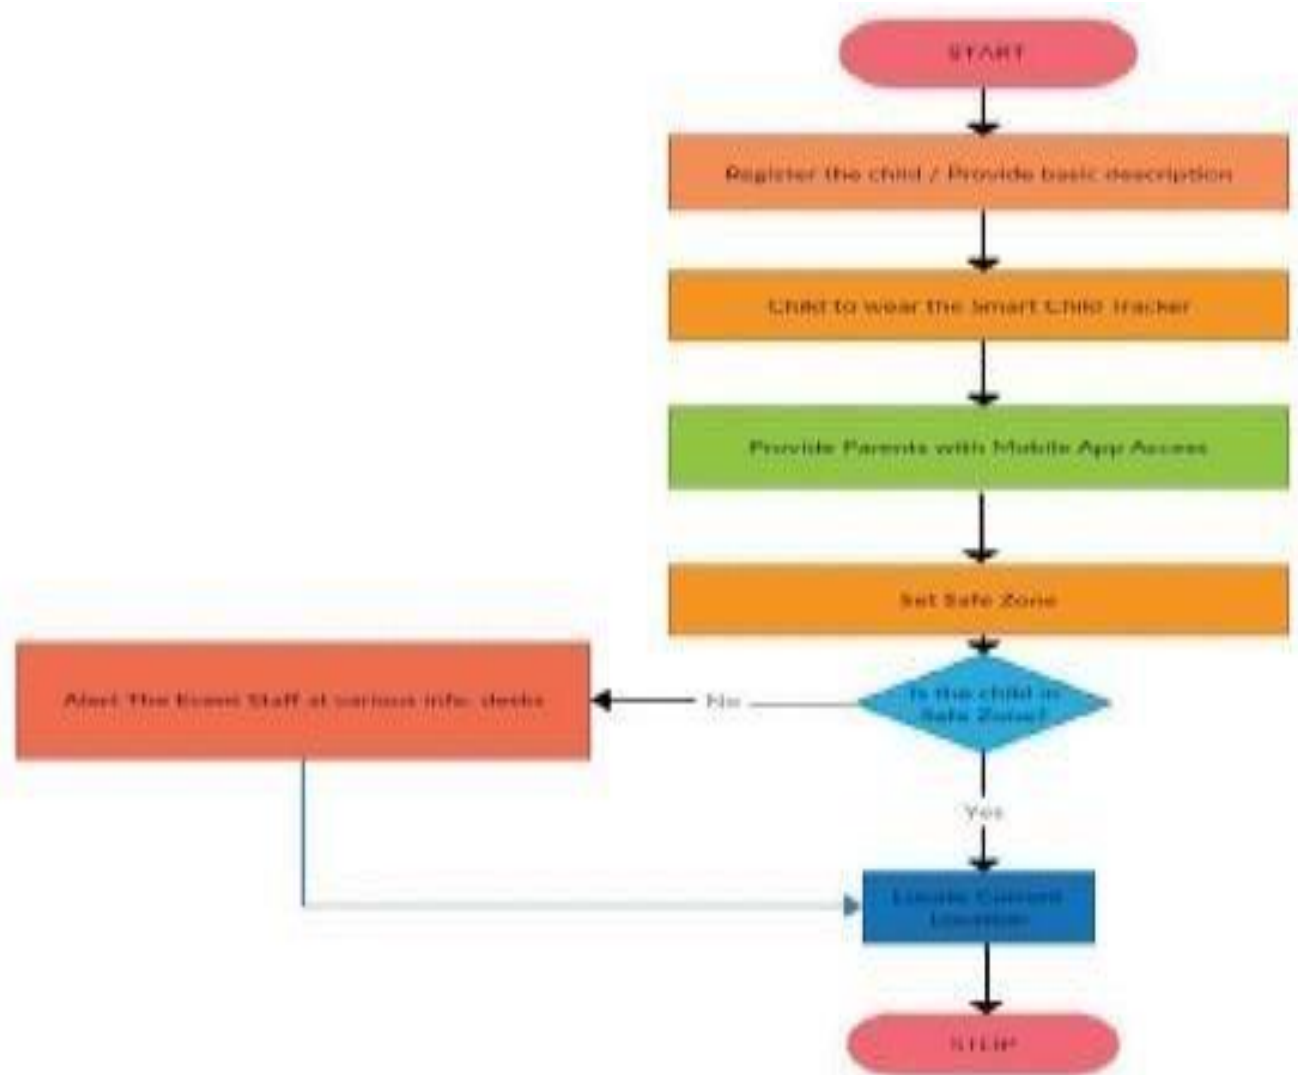 START
Register the child / Provide basic description
Child to wear the Smart Child Tracker
Provide Parents with Mobile App Access
Set Safe Zone
Is the child in
Safe Zone?
No
Alert The Event Staff at various info. desks
Yes
Locate Current
Location
STOP